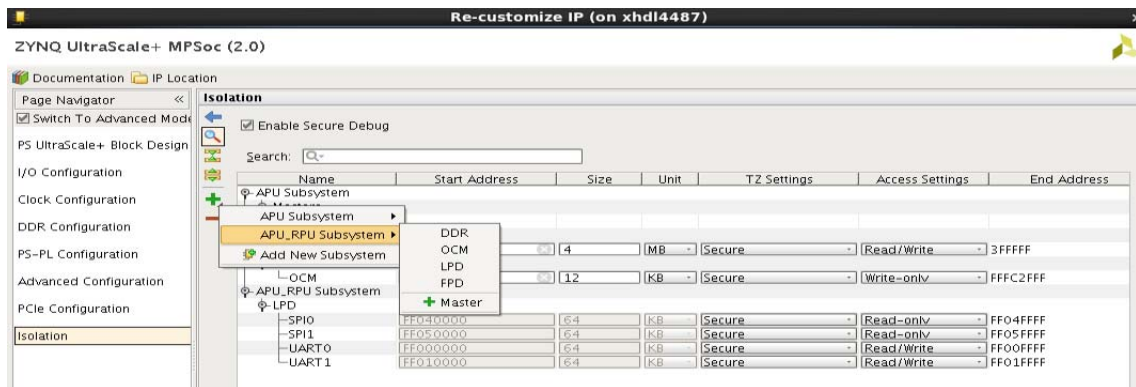 Re-customize IP (on xhdl4487)
ZYNQ UltraScale+ MPSoc (2.0)
Documentation IP Location
Page Navigator «
Isolation
Switch To Advanced Mode
PS UltraScale+ Block Design
I/O Configuration
Clock Configuration
DDR Configuration
PS-PL Configuration
Advanced Configuration
PCIe Configuration
Isolation
Enable Secure Debug
Search:
Name Start Address Size Unit TZ Settings Access Settings End Address
APU Subsystem
APU Subsystem
APU_RPU Subsystem
Add New Subsystem
DDR
OCM
LPD
FPD
Master
4 MB Secure Read/Write 3FFFFF
OCM 12 KB Secure Write-only FFFC2FFF
APU_RPU Subsystem
LPD
SPI0 FF040000 64 KB Secure Read-only FF04FFFF
SPI1 FF050000 64 KB Secure Read-only FF05FFFF
UART0 FF000000 64 KB Secure Read/Write FF00FFFF
UART1 FF010000 64 KB Secure Read/Write FF01FFFF